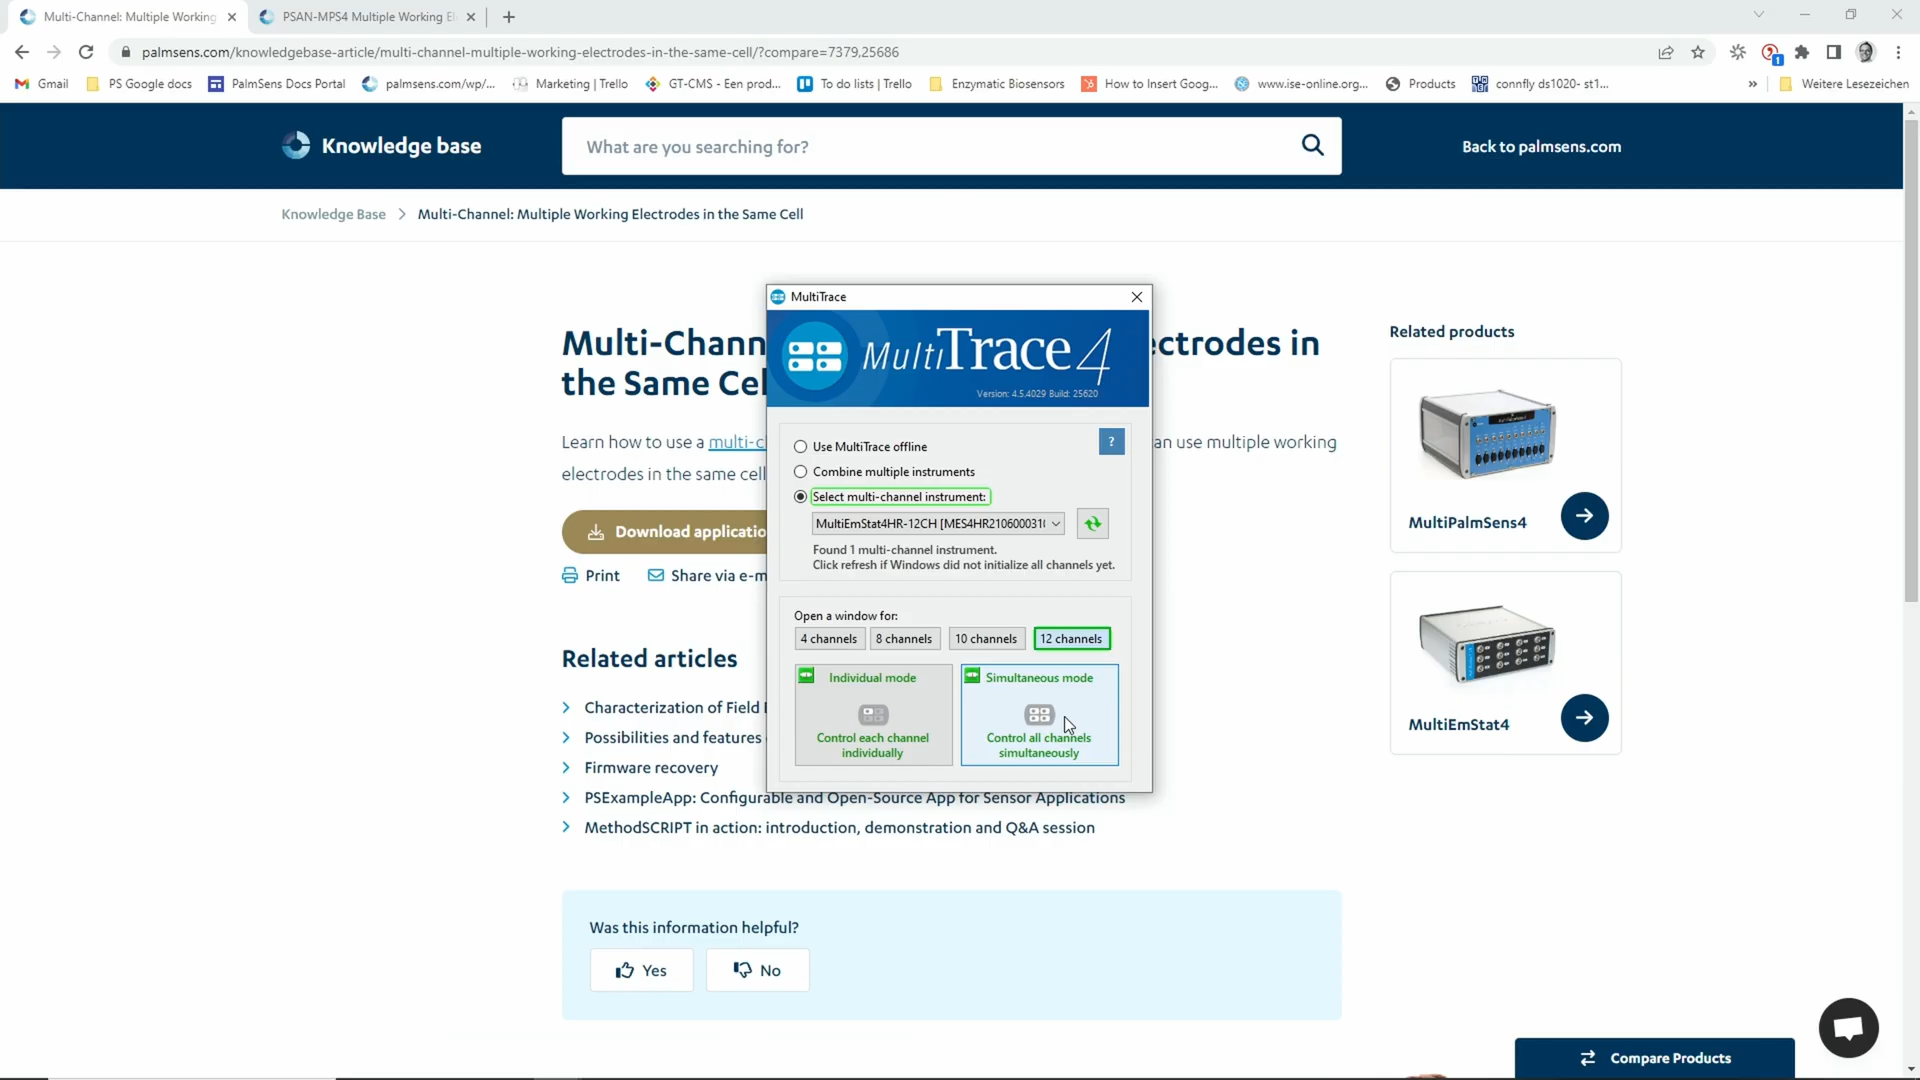 Multi-Channel: Multiple Working
PSAN-MPS4 Multiple Working El
palmsens.com/knowledgebase-article/multi-channel-multiple-working-electrodes-in-the-same-cell/?compare=7379,25686
1
Gmail
PS Google docs
PalmSens Docs Portal
palmsens.com/wp/...
Marketing | Trello
GT-CMS - Een prod...
To do lists | Trello
Enzymatic Biosensors
How to Insert Goog...
www.ise-online.org...
Products
connfly ds1020- st1...
»
Weitere Lesezeichen
Knowledge base
What are you searching for?
Back to palmsens.com
Knowledge Base
Multi-Channel: Multiple Working Electrodes in the Same Cell
MultiTrace
MultiTrace 4
Version: 4.5.4029 Build: 25620
Use MultiTrace offline
?
Combine multiple instruments
Select multi-channel instrument:
MultiEmStat4HR-12CH [MES4HR2106000310
Found 1 multi-channel instrument.
Click refresh if Windows did not initialize all channels yet.
Open a window for:
4 channels
8 channels
10 channels
12 channels
Individual mode
Control each channel
individually
Simultaneous mode
Control all channels
simultaneously
Multi-Chann
ectrodes in
the Same Cel
Learn how to use a multi-c
an use multiple working
electrodes in the same cell
Download applicatio
Print
Share via e-m
Related articles
Characterization of Field
Possibilities and features
Firmware recovery
PSExampleApp: Configurable and Open-Source App for Sensor Applications
MethodSCRIPT in action: introduction, demonstration and Q&A session
Related products
MultiPalmSens4
MultiEmStat4
Was this information helpful?
Yes
No
Compare Products